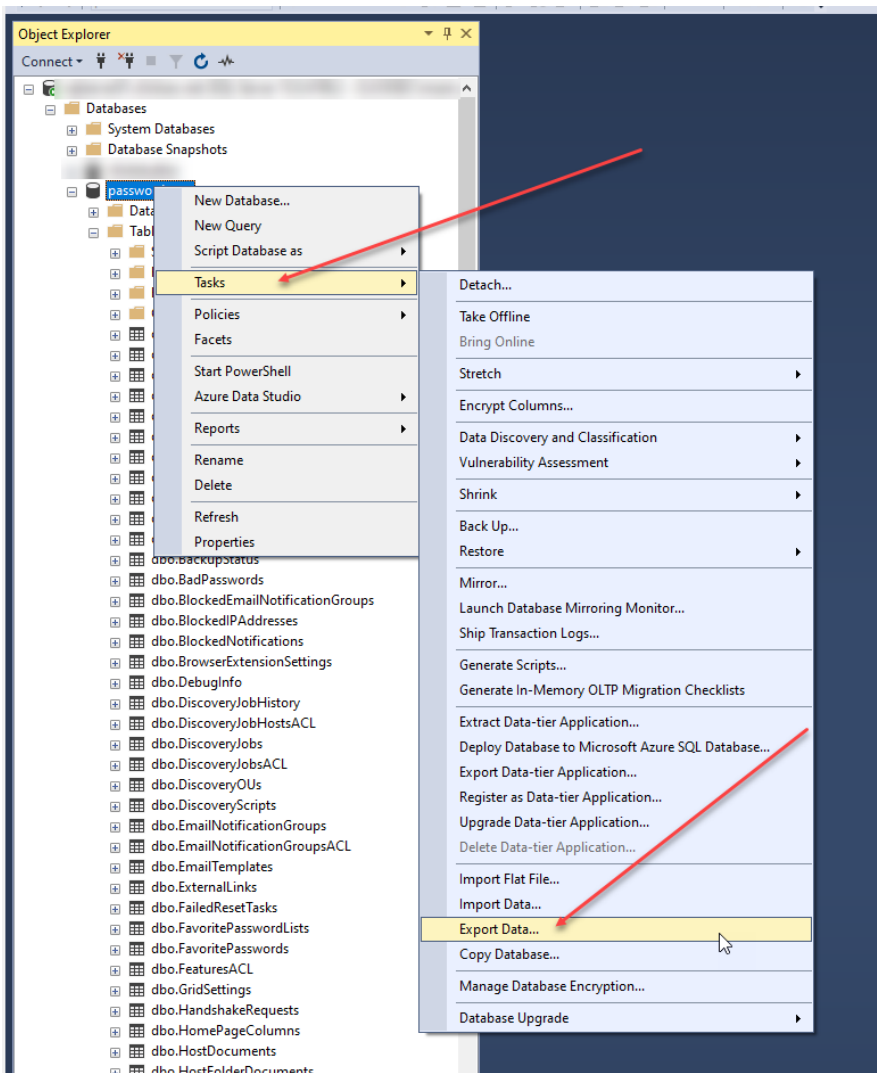 Object Explorer
Connect
Databases
System Databases
Database Snapshots
New Database...
New Query
Script Database as
Tasks
Policies
Facets
Start PowerShell
Azure Data Studio
Reports
Rename
Delete
Refresh
Properties
Detach...
Take Offline
Bring Online
Stretch
Encrypt Columns...
Data Discovery and Classification
Vulnerability Assessment
Shrink
Back Up...
Restore
Mirror...
Launch Database Mirroring Monitor...
Ship Transaction Logs...
Generate Scripts...
Generate In-Memory OLTP Migration Checklists
Extract Data-tier Application...
Deploy Database to Microsoft Azure SQL Database...
Export Data-tier Application...
Register as Data-tier Application...
Upgrade Data-tier Application...
Delete Data-tier Application...
Import Flat File...
Import Data...
Export Data...
Copy Database...
Manage Database Encryption...
Database Upgrade
dbo.BackupStatus
dbo.BadPasswords
dbo.BlockedEmailNotificationGroups
dbo.BlockedIPAddresses
dbo.BlockedNotifications
dbo.BrowserExtensionSettings
dbo.DebugInfo
dbo.DiscoveryJobHistory
dbo.DiscoveryJobHostsACL
dbo.DiscoveryJobs
dbo.DiscoveryJobsACL
dbo.DiscoveryOUs
dbo.DiscoveryScripts
dbo.EmailNotificationGroups
dbo.EmailNotificationGroupsACL
dbo.EmailTemplates
dbo.ExternalLinks
dbo.FailedResetTasks
dbo.FavoritePasswordLists
dbo.FavoritePasswords
dbo.FeaturesACL
dbo.GridSettings
dbo.HandshakeRequests
dbo.HomePageColumns
dbo.HostDocuments
dbo.HostFolderDocuments